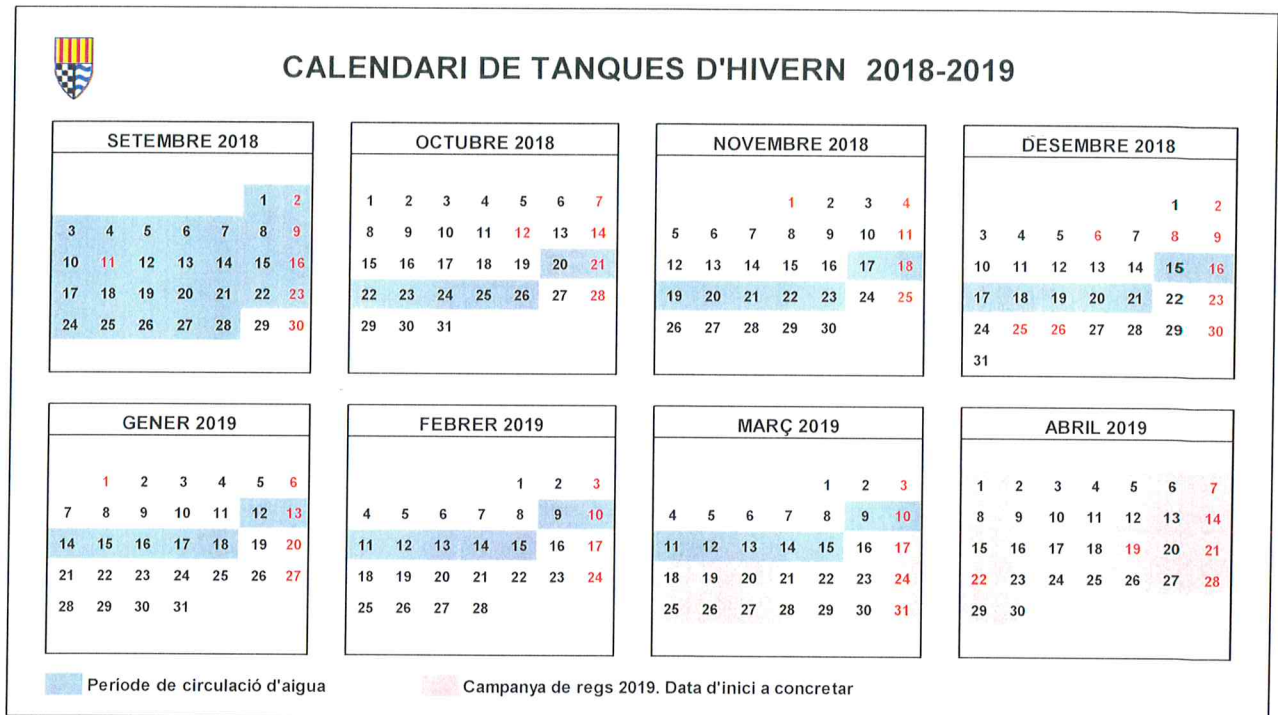 CALENDARI DE TANQUES D'HIVERN 2018-2019
SETEMBRE 2018
1 2
3 4 5 6 7 8 9
10 11 12 13 14 15 16
17 18 19 20 21 22 23
24 25 26 27 28 29 30
OCTUBRE 2018
1 2 3 4 5 6 7
8 9 10 11 12 13 14
15 16 17 18 19 20 21
22 23 24 25 26 27 28
29 30 31
NOVEMBRE 2018
1 2 3 4
5 6 7 8 9 10 11
12 13 14 15 16 17 18
19 20 21 22 23 24 25
26 27 28 29 30
DESEMBRE 2018
1 2
3 4 5 6 7 8 9
10 11 12 13 14 15 16
17 18 19 20 21 22 23
24 25 26 27 28 29 30
31
GENER 2019
1 2 3 4 5 6
7 8 9 10 11 12 13
14 15 16 17 18 19 20
21 22 23 24 25 26 27
28 29 30 31
FEBRER 2019
1 2 3
4 5 6 7 8 9 10
11 12 13 14 15 16 17
18 19 20 21 22 23 24
25 26 27 28
MARÇ 2019
1 2 3
4 5 6 7 8 9 10
11 12 13 14 15 16 17
18 19 20 21 22 23 24
25 26 27 28 29 30 31
ABRIL 2019
1 2 3 4 5 6 7
8 9 10 11 12 13 14
15 16 17 18 19 20 21
22 23 24 25 26 27 28
29 30
Període de circulació d'aigua
Campanya de regs 2019. Data d'inici a concretar